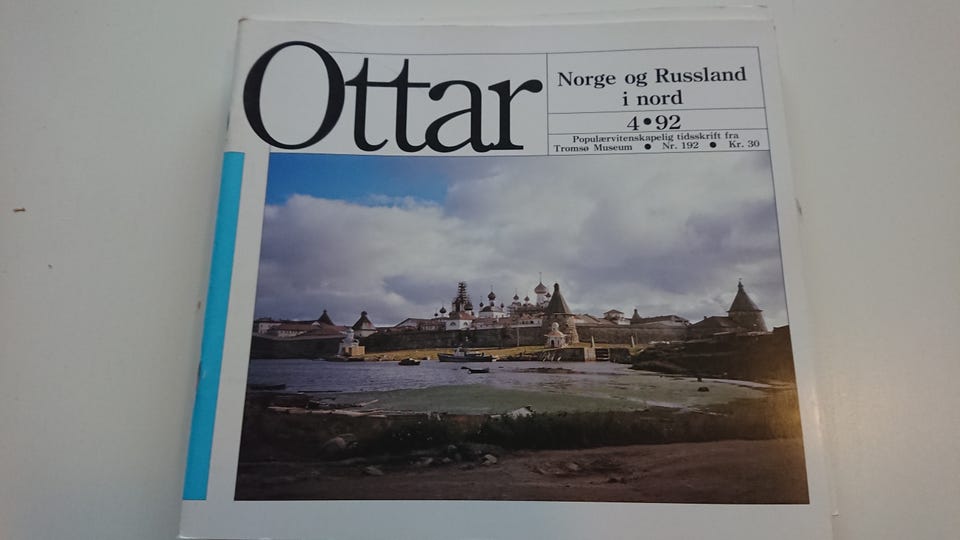 Ottar
Norge og Russland
i nord
4•92
Populærvitenskapelig tidsskrift fra
Tromsø Museum • Nr. 192 • Kr. 30